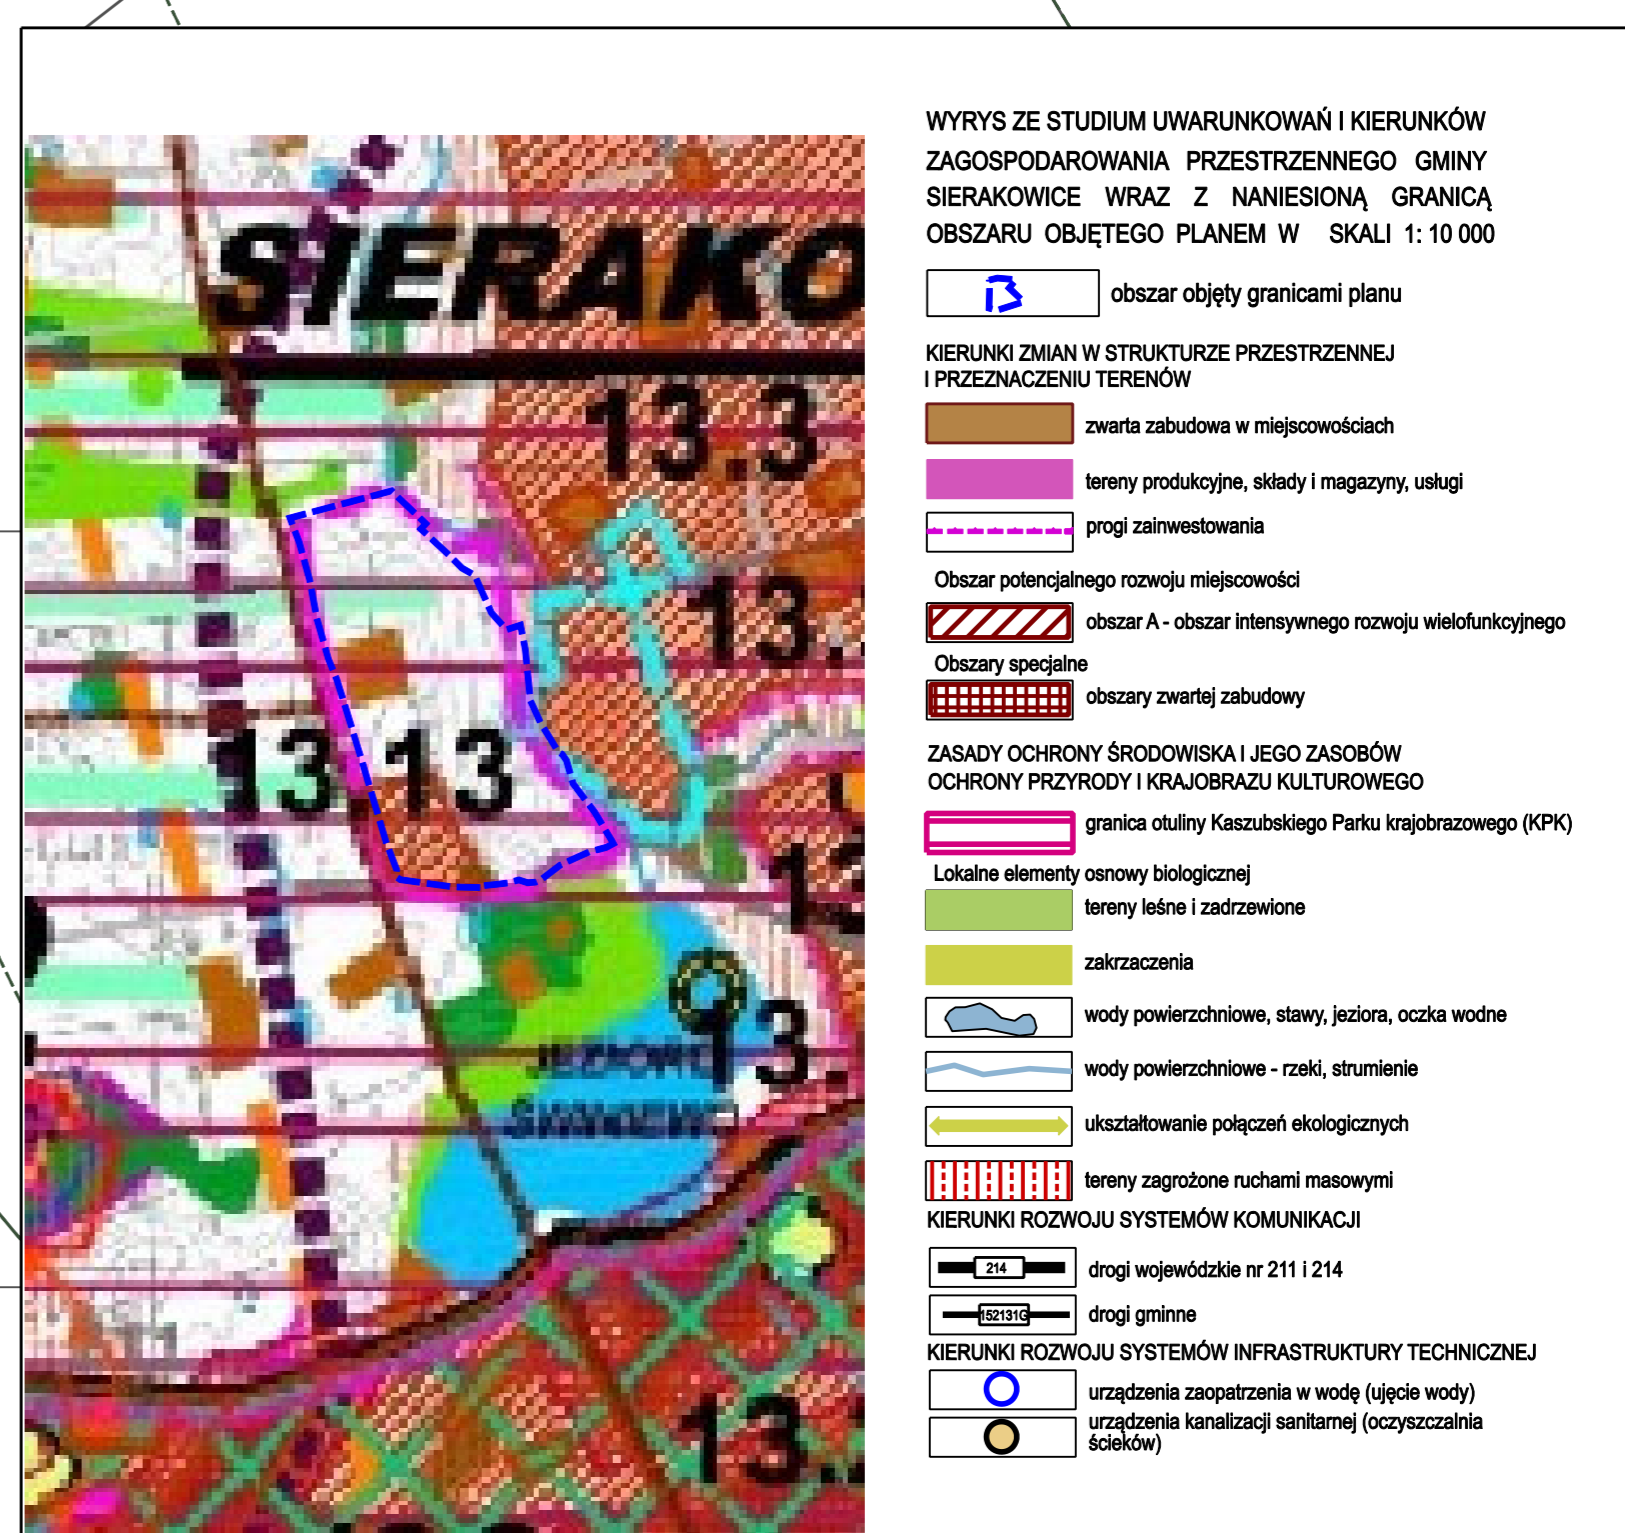 WYRYS ZE STUDIUM UWARUNKOWAŃ I KIERUNKÓW
ZAGOSPODAROWANIA PRZESTRZENNEGO GMINY
SIERAKOWICE WRAZ Z NANIESIONĄ GRANICĄ
OBSZARU OBJĘTEGO PLANEM W SKALI 1: 10 000
obszar objęty granicami planu
KIERUNKI ZMIAN W STRUKTURZE PRZESTRZENNEJ
I PRZEZNACZENIU TERENÓW
zwarta zabudowa w miejscowościach
tereny produkcyjne, składy i magazyny, usługi
progi zainwestowania
Obszar potencjalnego rozwoju miejscowości
obszar A - obszar intensywnego rozwoju wielofunkcyjnego
Obszary specjalne
obszary zwartej zabudowy
ZASADY OCHRONY ŚRODOWISKA I JEGO ZASOBÓW
OCHRONY PRZYRODY I KRAJOBRAZU KULTUROWEGO
granica otuliny Kaszubskiego Parku krajobrazowego (KPK)
Lokalne elementy osnowy biologicznej
tereny leśne i zadrzewione
zakrzaczenia
wody powierzchniowe, stawy, jeziora, oczka wodne
wody powierzchniowe - rzeki, strumienie
ukształtowanie połączeń ekologicznych
tereny zagrożone ruchami masowymi
KIERUNKI ROZWOJU SYSTEMÓW KOMUNIKACJI
214 drogi wojewódzkie nr 211 i 214
152131G drogi gminne
KIERUNKI ROZWOJU SYSTEMÓW INFRASTRUKTURY TECHNICZNEJ
urządzenia zaopatrzenia w wodę (ujęcie wody)
urządzenia kanalizacji sanitarnej (oczyszczalnia
ścieków)
SIERAKO
13.3
13.
13 13
13
13.
13.